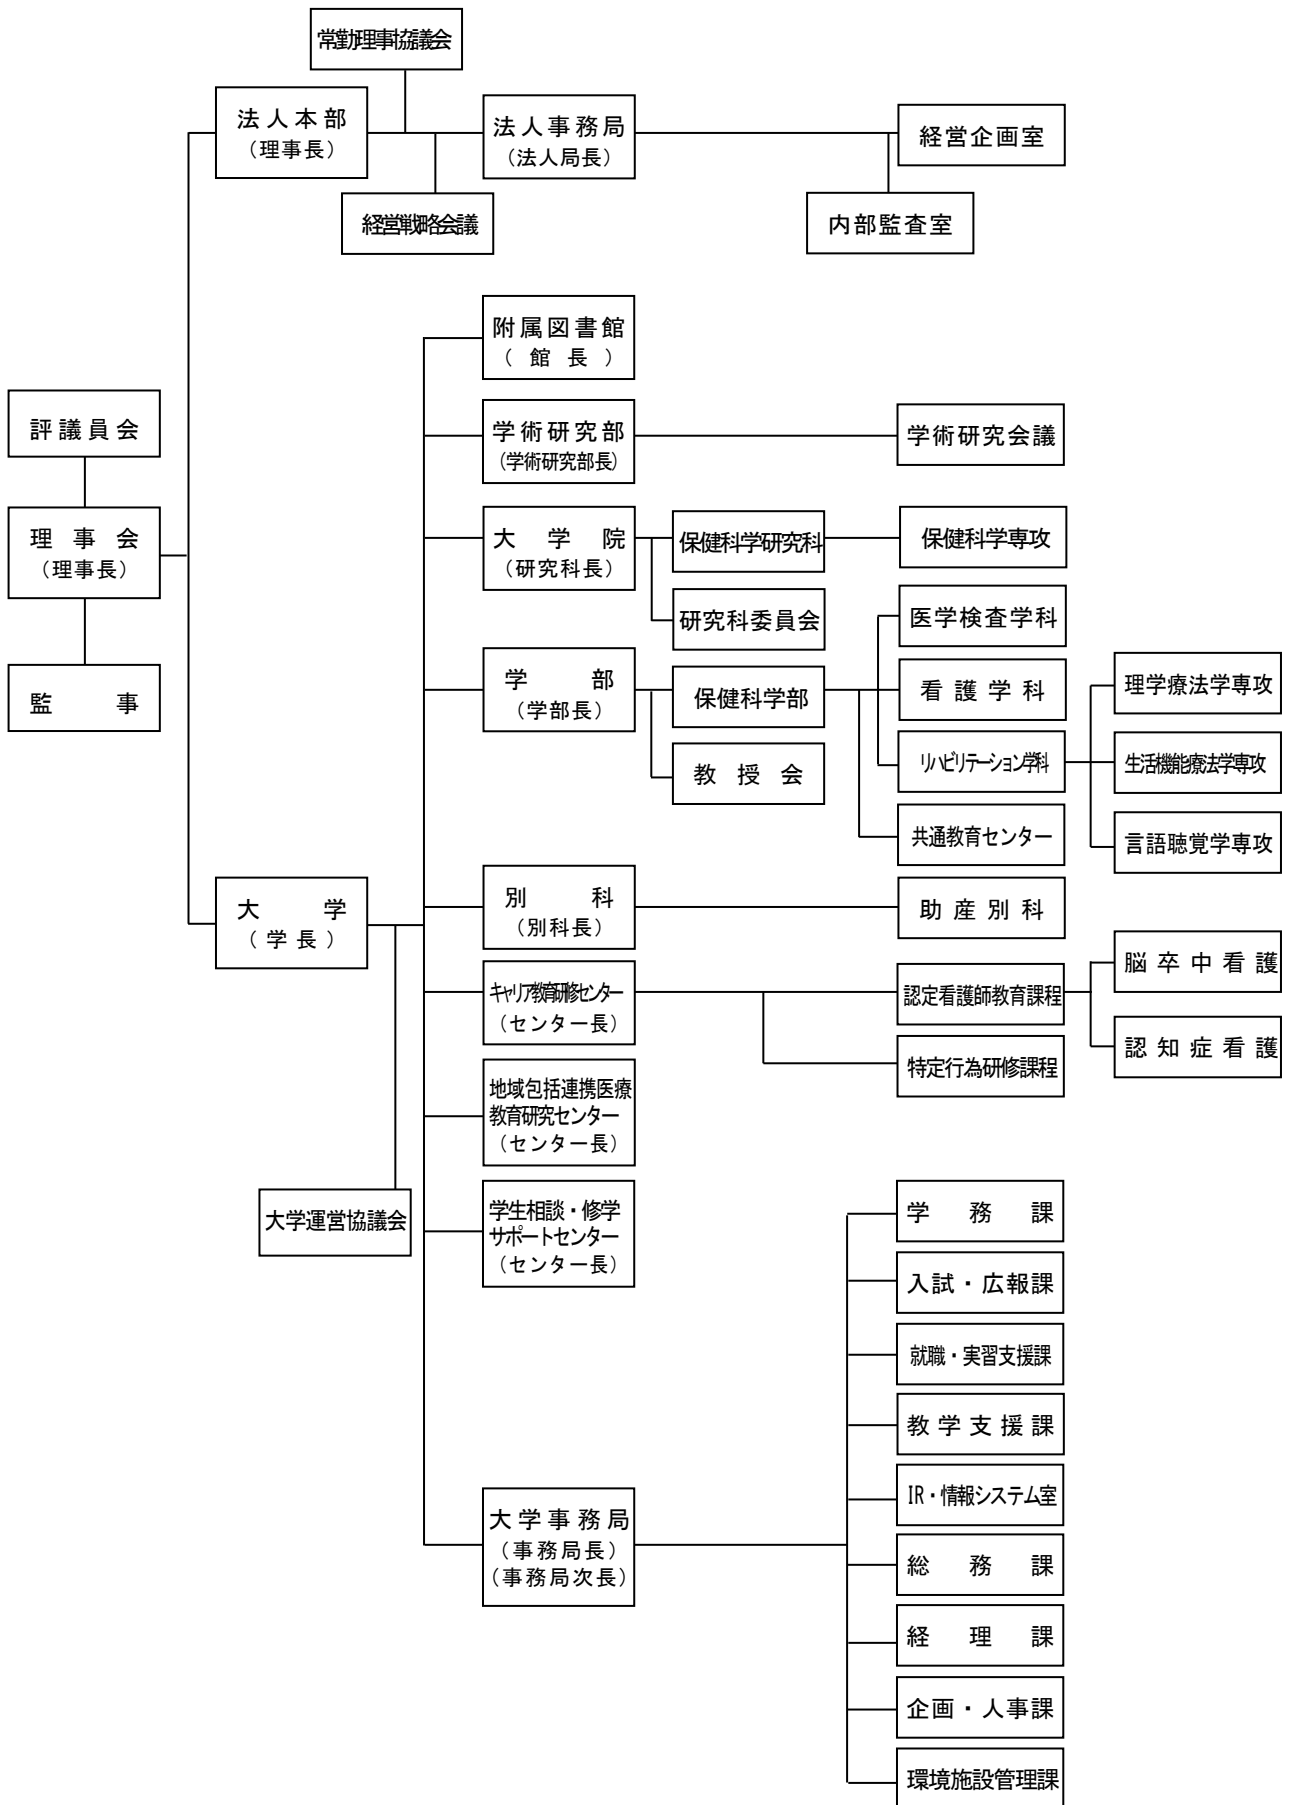 常勤理事協議会
法人本部
（理事長）
法人事務局
（法人局長）
経営企画室
経営戦略会議
内部監査室
附属図書館
（館長）
評議員会
学術研究部
（学術研究部長）
学術研究会議
理事会
（理事長）
大学院
（研究科長）
保健科学研究科
保健科学専攻
研究科委員会
医学検査学科
監事
学部
（学部長）
保健科学部
看護学科
理学療法学専攻
教授会
リハビリテーション学科
生活機能療法学専攻
共通教育センター
言語聴覚学専攻
大学
（学長）
別科
（別科長）
助産別科
キャリア教育研修センター
（センター長）
認定看護師教育課程
脳卒中看護
特定行為研修課程
認知症看護
地域包括連携医療
教育研究センター
（センター長）
大学運営協議会
学生相談・修学
サポートセンター
（センター長）
学務課
入試・広報課
就職・実習支援課
教学支援課
IR・情報システム室
大学事務局
（事務局長）
（事務局次長）
総務課
経理課
企画・人事課
環境施設管理課